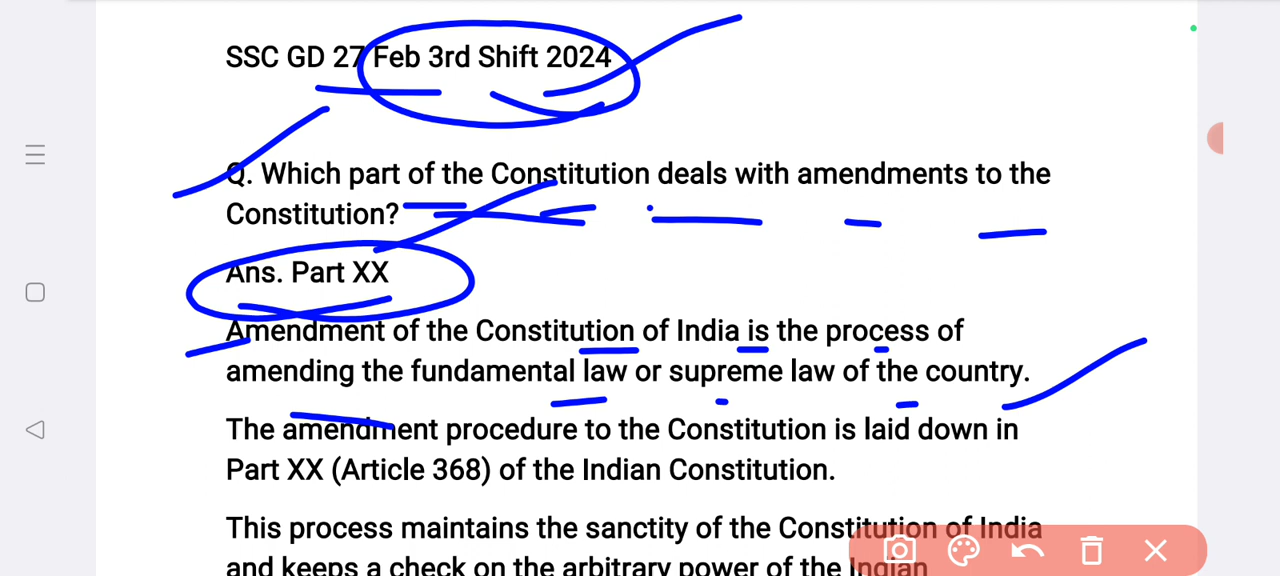 SSC GD 27 Feb 3rd Shift 2024
Q. Which part of the Constitution deals with amendments to the
Constitution?
Ans. Part XX
Amendment of the Constitution of India is the process of
amending the fundamental law or supreme law of the country.
The amendment procedure to the Constitution is laid down in
Part XX (Article 368) of the Indian Constitution.
This process maintains the sanctity of the Constitution of India
and keeps a check on the arbitrary power of the Indian